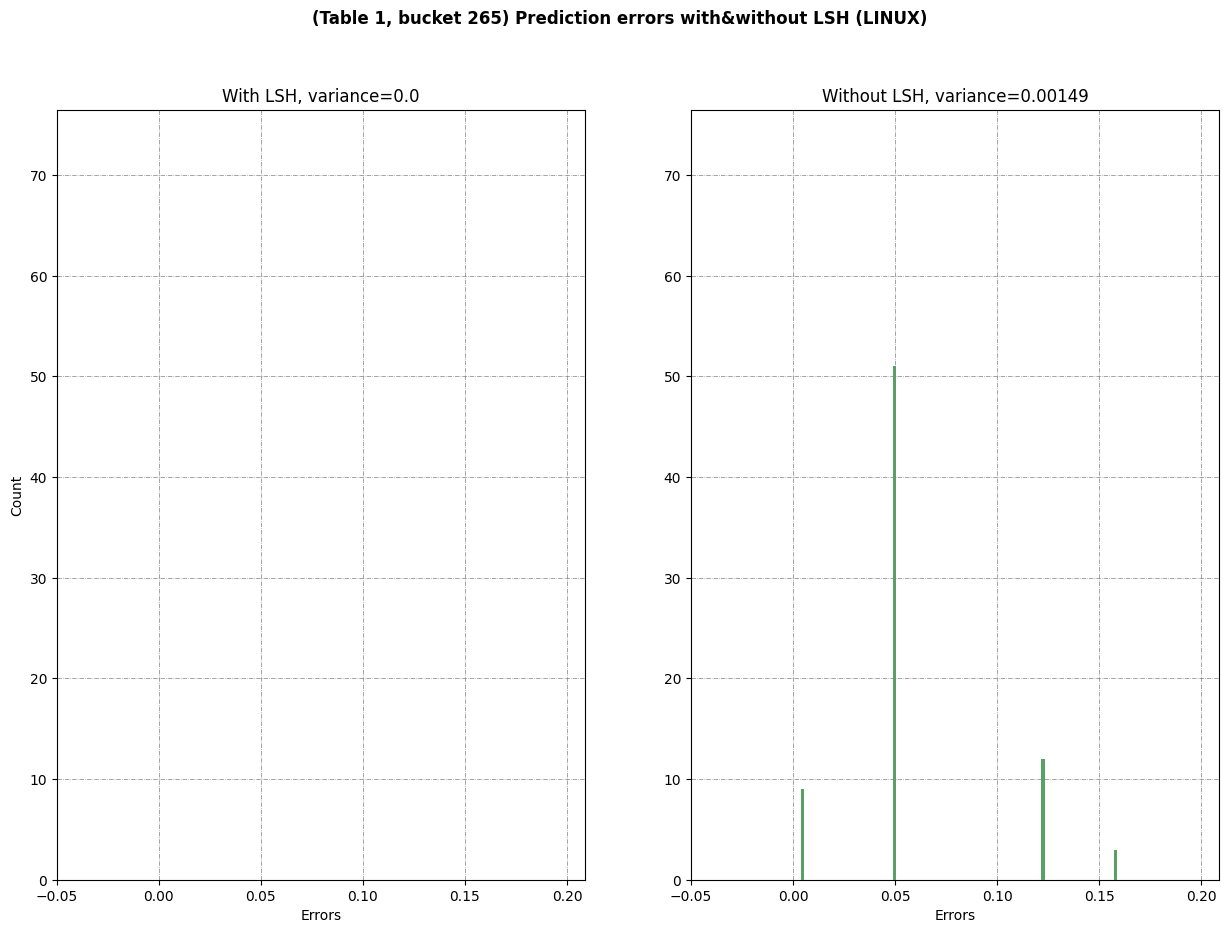 (Table 1, bucket 265) Prediction errors with&without LSH (LINUX)
With LSH, variance=0.0
70
60
50
40
30
20
10
0
Count
−0.05 0.00 0.05 0.10 0.15 0.20
Errors
Without LSH, variance=0.00149
70
60
50
40
30
20
10
0
−0.05 0.00 0.05 0.10 0.15 0.20
Errors